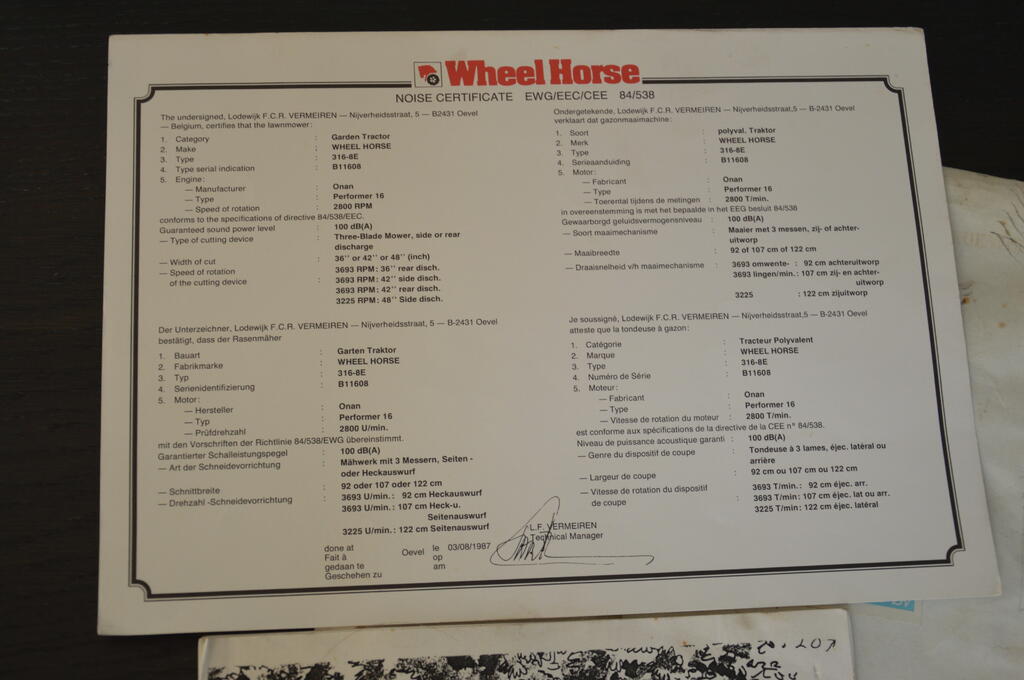 Wheel Horse
NOISE CERTIFICATE EWG/EEC/CEE 84/538
The undersigned, Lodewijk F.C.R. VERMEIREN — Nijverheidsstraat, 5 — B2431 Oevel
— Belgium, certifies that the lawnmower:
1. Category : Garden Tractor
2. Make : WHEEL HORSE
3. Type : 316-8E
4. Type serial indication : B11608
5. Engine:
— Manufacturer : Onan
— Type : Performer 16
— Speed of rotation : 2800 RPM
conforms to the specifications of directive 84/538/EEC.
Guaranteed sound power level : 100 dB(A)
— Type of cutting device : Three-Blade Mower, side or rear
discharge
— Width of cut : 36'' or 42'' or 48'' (inch)
— Speed of rotation : 3693 RPM: 36'' rear disch.
of the cutting device : 3693 RPM: 42'' side disch.
3693 RPM: 42'' rear disch.
3225 RPM: 48'' Side disch.
Ondergetekende, Lodewijk F.C.R. VERMEIREN — Nijverheidsstraat,5 — B-2431 Oevel
verklaart dat gazonmaaimachine:
1. Soort : polyval. Traktor
2. Merk : WHEEL HORSE
3. Type : 316-8E
4. Serieaanduiding : B11608
5. Motor:
— Fabricant : Onan
— Type : Performer 16
— Toerental tijdens de metingen : 2800 T/min.
in overeenstemming is met het bepaalde in het EEG besluit 84/538
Gewaarborgd geluidsvermogensniveau : 100 dB(A)
— Soort maaimechanisme : Maaier met 3 messen, zij- of achter-
uitworp
— Maaibreedte : 92 of 107 cm of 122 cm
— Draaisnelheid v/h maaimechanisme : 3693 omwente- : 92 cm achteruitworp
3693 lingen/min.: 107 cm zij- en achter-
uitworp
3225 : 122 cm zijuitworp
Der Unterzeichner, Lodewijk F.C.R. VERMEIREN — Nijverheidsstraat, 5 — B-2431 Oevel
bestätigt, dass der Rasenmäher
1. Bauart : Garten Traktor
2. Fabrikmarke : WHEEL HORSE
3. Typ : 316-8E
4. Serienidentifizierung : B11608
5. Motor:
— Hersteller : Onan
— Typ : Performer 16
— Prüfdrehzahl : 2800 U/min.
mit den Vorschriften der Richtlinie 84/538/EWG übereinstimmt.
Garantierter Schalleistungspegel : 100 dB(A)
— Art der Schneidevorrichtung : Mähwerk mit 3 Messern, Seiten -
oder Heckauswurf
— Schnittbreite : 92 oder 107 oder 122 cm
— Drehzahl -Schneidevorrichtung : 3693 U/min.: 92 cm Heckauswurf
3693 U/min.: 107 cm Heck-u.
Seitenauswurf
3225 U/min.: 122 cm Seitenauswurf
Je soussigné, Lodewijk F.C.R. VERMEIREN — Nijverheidsstraat, 5 — B-2431 Oevel
atteste que la tondeuse à gazon:
1. Catégorie : Tracteur Polyvalent
2. Marque : WHEEL HORSE
3. Type : 316-8E
4. Numéro de Série : B11608
5. Moteur:
— Fabricant : Onan
— Type : Performer 16
— Vitesse de rotation du moteur : 2800 T/min.
est conforme aux spécifications de la directive de la CEE n° 84/538.
Niveau de puissance acoustique garanti : 100 dB(A)
— Genre du dispositif de coupe : Tondeuse à 3 lames, éjec. latéral ou
arrière
— Largeur de coupe : 92 cm ou 107 cm ou 122 cm
— Vitesse de rotation du dispositif : 3693 T/min: 92 cm éjec. arr.
de coupe : 3693 T/min: 107 cm éjec. lat ou arr.
3225 T/min: 122 cm éjec. latéral
L.F. VERMEIREN
Technical Manager
done at Oevel le 03/08/1987
Fait à op
gedaan te am
Geschehen zu